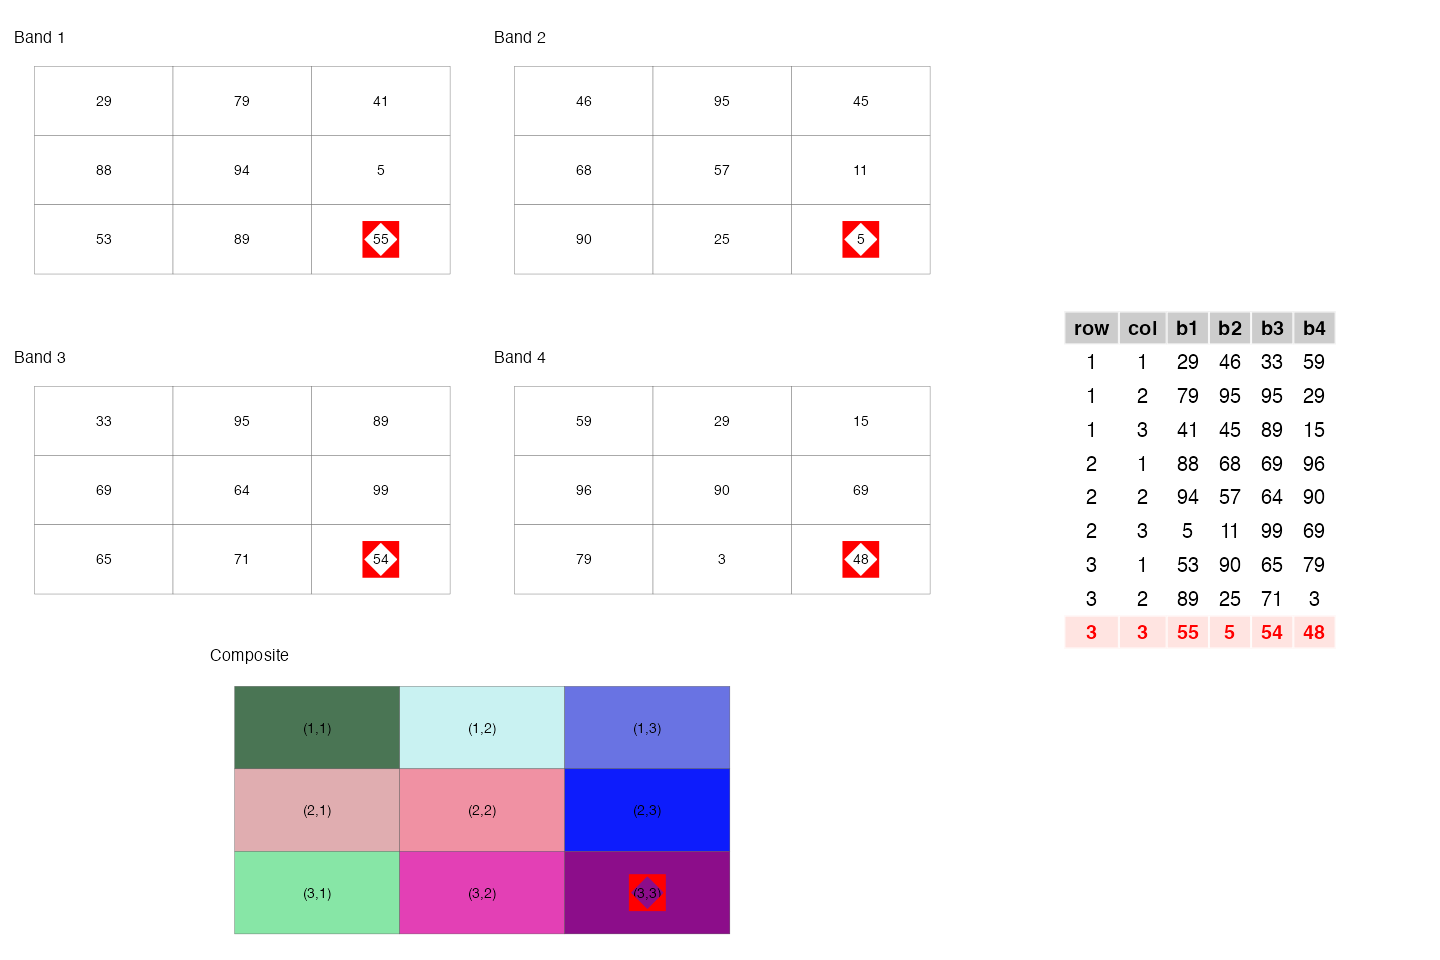 Band 1
29 79 41
88 94 5
53 89 55
Band 2
46 95 45
68 57 11
90 25 5
Band 3
33 95 89
69 64 99
65 71 54
Band 4
59 29 15
96 90 69
79 3 48
Composite
(1,1) (1,2) (1,3)
(2,1) (2,2) (2,3)
(3,1) (3,2) (3,3)
row col b1 b2 b3 b4
1 1 29 46 33 59
1 2 79 95 95 29
1 3 41 45 89 15
2 1 88 68 69 96
2 2 94 57 64 90
2 3 5 11 99 69
3 1 53 90 65 79
3 2 89 25 71 3
3 3 55 5 54 48